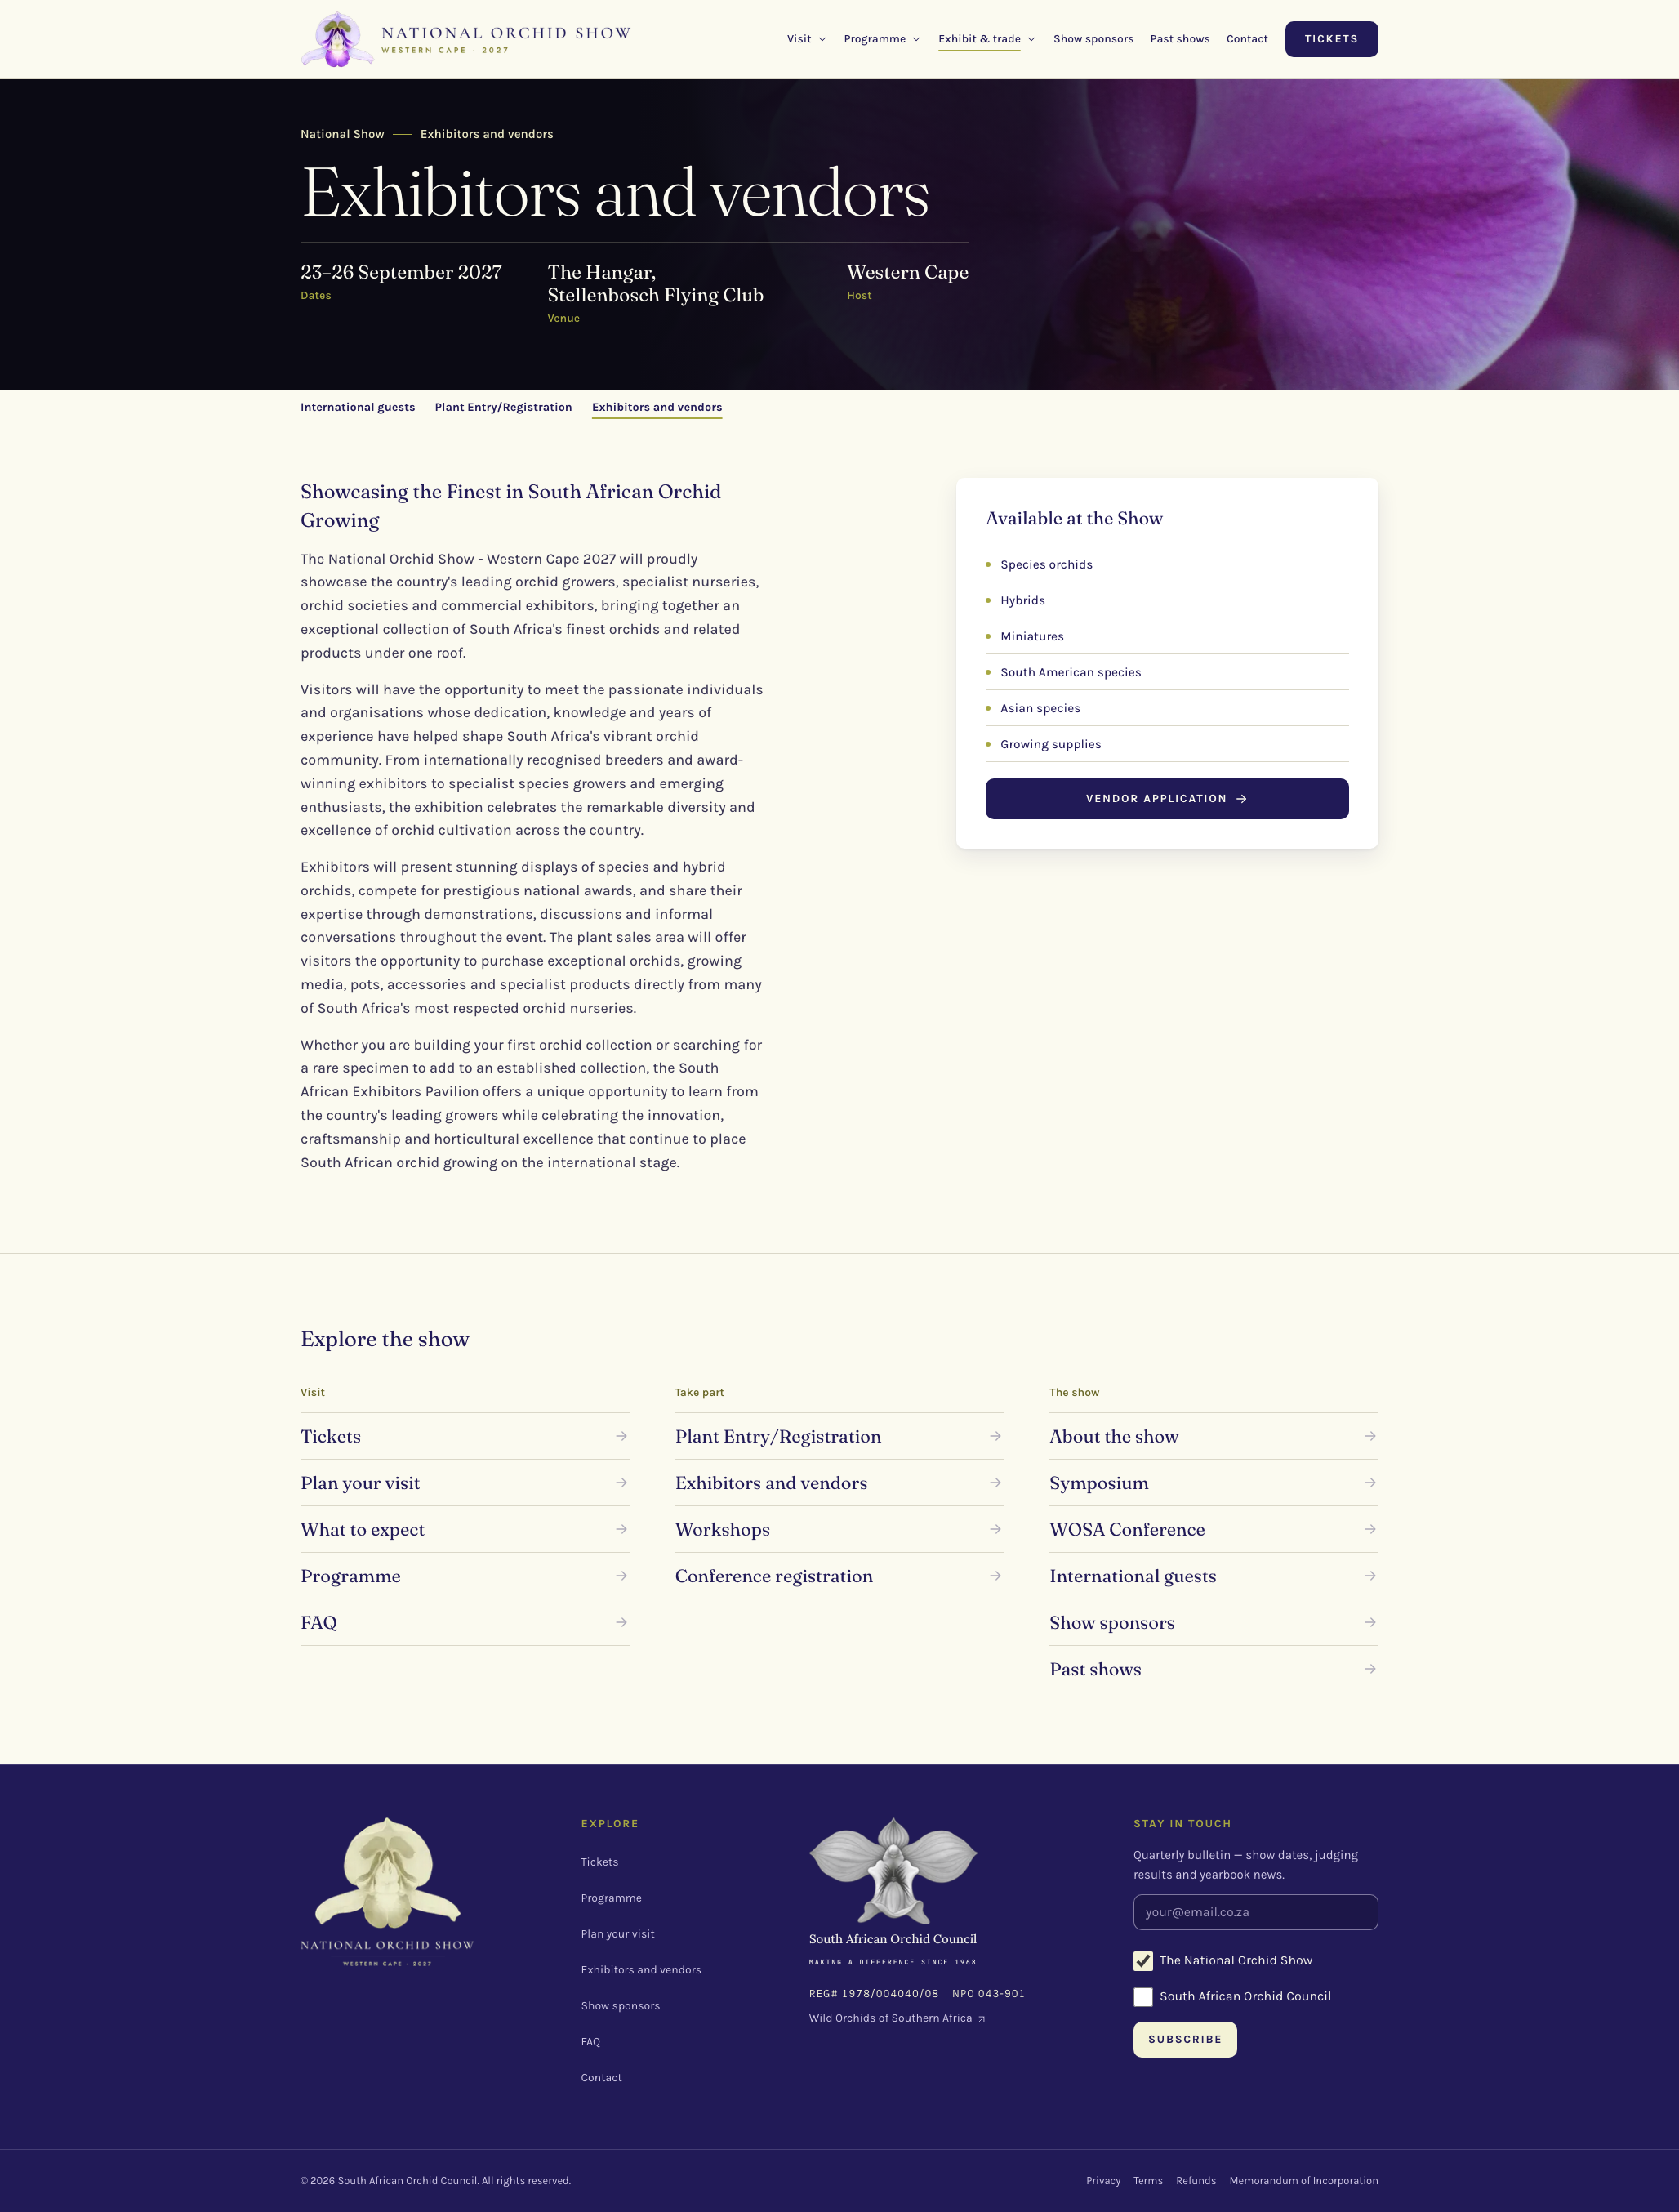 NATIONAL ORCHID SHOW
WESTERN CAPE · 2027
Visit
Programme
Exhibit & trade
Show sponsors
Past shows
Contact
TICKETS
National Show — Exhibitors and vendors
Exhibitors and vendors
23–26 September 2027
Dates
The Hangar,
Stellenbosch Flying Club
Venue
Western Cape
Host
International guests
Plant Entry/Registration
Exhibitors and vendors
Showcasing the Finest in South African Orchid
Growing
The National Orchid Show - Western Cape 2027 will proudly
showcase the country's leading orchid growers, specialist nurseries,
orchid societies and commercial exhibitors, bringing together an
exceptional collection of South Africa's finest orchids and related
products under one roof.
Visitors will have the opportunity to meet the passionate individuals
and organisations whose dedication, knowledge and years of
experience have helped shape South Africa's vibrant orchid
community. From internationally recognised breeders and award-
winning exhibitors to specialist species growers and emerging
enthusiasts, the exhibition celebrates the remarkable diversity and
excellence of orchid cultivation across the country.
Exhibitors will present stunning displays of species and hybrid
orchids, compete for prestigious national awards, and share their
expertise through demonstrations, discussions and informal
conversations throughout the event. The plant sales area will offer
visitors the opportunity to purchase exceptional orchids, growing
media, pots, accessories and specialist products directly from many
of South Africa's most respected orchid nurseries.
Whether you are building your first orchid collection or searching for
a rare specimen to add to an established collection, the South
African Exhibitors Pavilion offers a unique opportunity to learn from
the country's leading growers while celebrating the innovation,
craftsmanship and horticultural excellence that continue to place
South African orchid growing on the international stage.
Available at the Show
Species orchids
Hybrids
Miniatures
South American species
Asian species
Growing supplies
VENDOR APPLICATION →
Explore the show
Visit
Tickets
Plan your visit
What to expect
Programme
FAQ
Take part
Plant Entry/Registration
Exhibitors and vendors
Workshops
Conference registration
The show
About the show
Symposium
WOSA Conference
International guests
Show sponsors
Past shows
NATIONAL ORCHID SHOW
WESTERN CAPE · 2027
EXPLORE
Tickets
Programme
Plan your visit
Exhibitors and vendors
Show sponsors
FAQ
Contact
South African Orchid Council
MAKING A DIFFERENCE SINCE 1968
REG# 1978/004040/08 NPO 043-901
Wild Orchids of Southern Africa ↗
STAY IN TOUCH
Quarterly bulletin — show dates, judging
results and yearbook news.
your@email.co.za
The National Orchid Show
South African Orchid Council
SUBSCRIBE
© 2026 South African Orchid Council. All rights reserved.
Privacy
Terms
Refunds
Memorandum of Incorporation